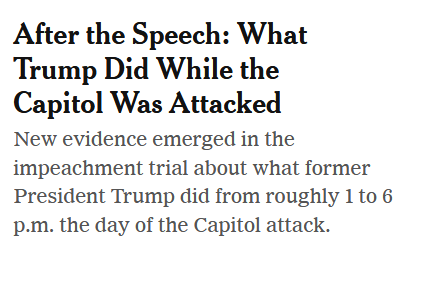 After the Speech: What
Trump Did While the
Capitol Was Attacked
New evidence emerged in the
impeachment trial about what former
President Trump did from roughly 1 to 6
p.m. the day of the Capitol attack.